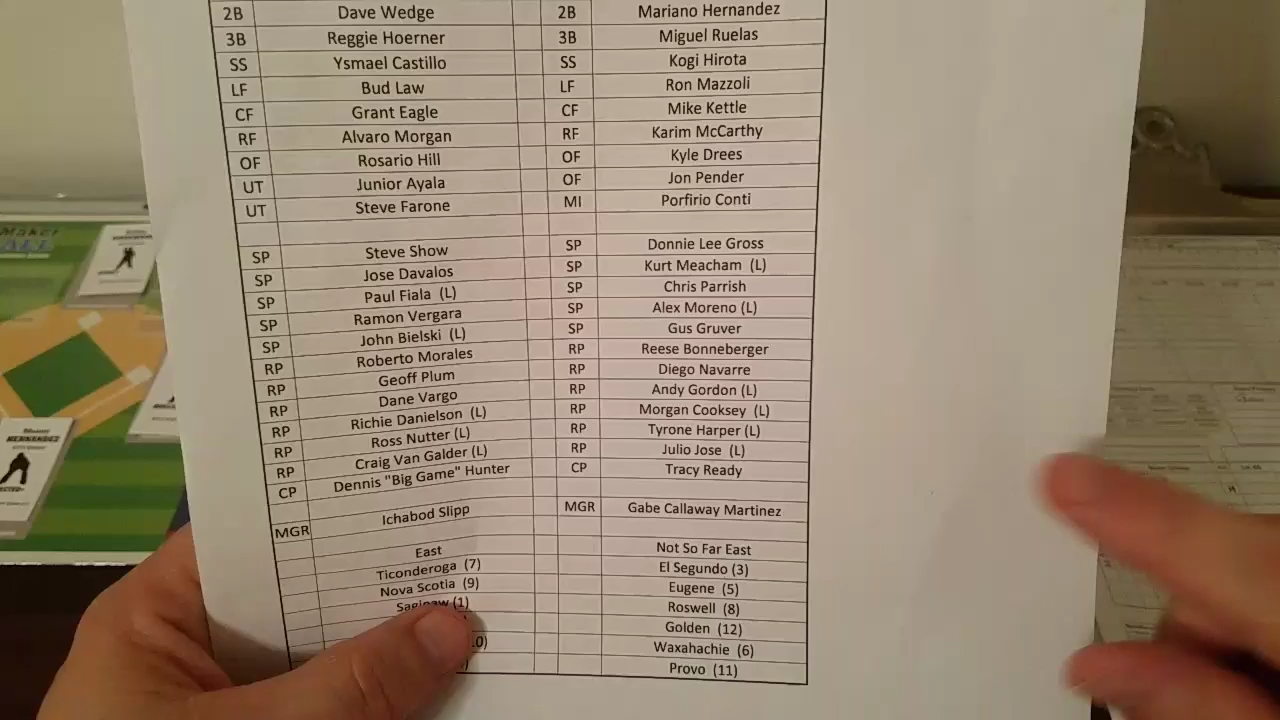 2B Dave Wedge 2B Mariano Hernandez
3B Reggie Hoerner 3B Miguel Ruelas
SS Ysmael Castillo SS Kogi Hirota
LF Bud Law LF Ron Mazzoli
CF Grant Eagle CF Mike Kettle
RF Alvaro Morgan RF Karim McCarthy
OF Rosario Hill OF Kyle Drees
UT Junior Ayala OF Jon Pender
UT Steve Farone MI Porfirio Conti
SP Steve Show SP Donnie Lee Gross
SP Jose Davalos SP Kurt Meacham (L)
SP Paul Fiala (L) SP Chris Parrish
SP Ramon Vergara SP Alex Moreno (L)
SP John Bielski (L) SP Gus Gruver
RP Roberto Morales RP Reese Bonneberger
RP Geoff Plum RP Diego Navarre
RP Dane Vargo RP Andy Gordon (L)
RP Richie Danielson (L) RP Morgan Cooksey (L)
RP Ross Nutter (L) RP Tyrone Harper (L)
RP Craig Van Galder (L) RP Julio Jose (L)
CP Dennis "Big Game" Hunter CP Tracy Ready
MGR Ichabod Slipp MGR Gabe Callaway Martinez
East Not So Far East
Ticonderoga (7) El Segundo (3)
Nova Scotia (9) Eugene (5)
Saginaw (1) Roswell (8)
Golden (12)
Waxahachie (6)
Provo (11)
HERNANDEZ